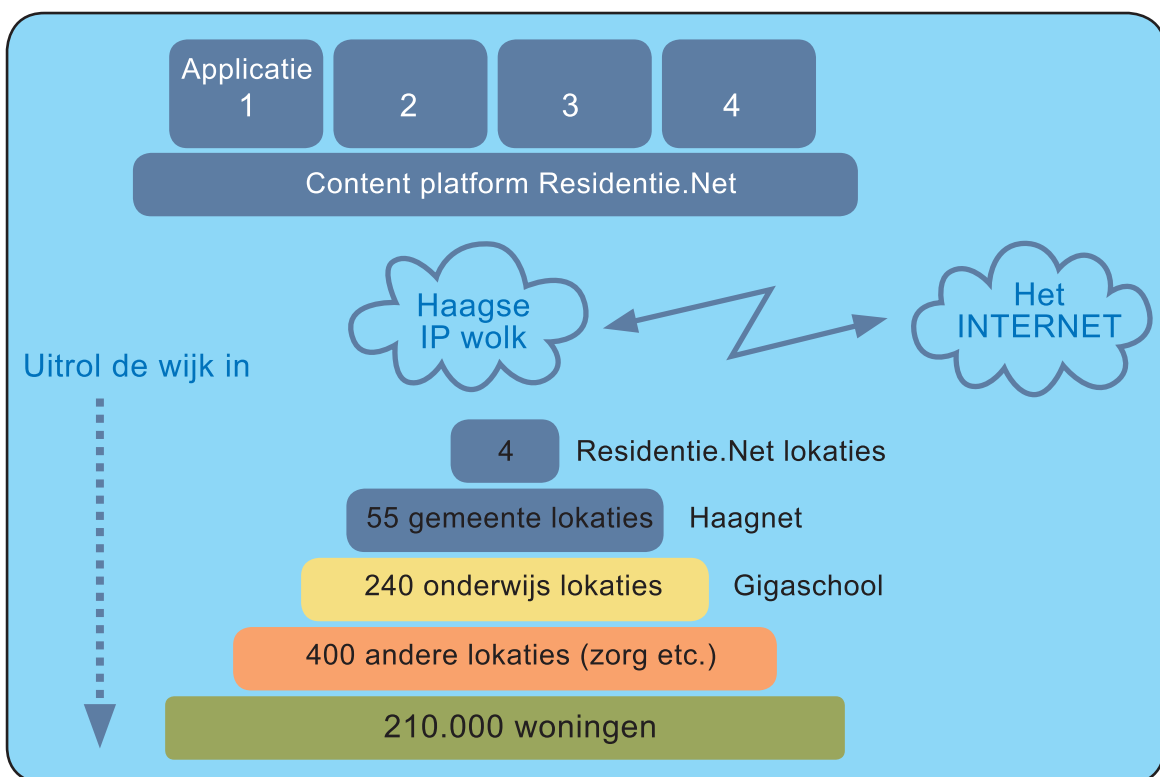 Applicatie
1
2
3
4
Content platform Residentie.Net
Haagse
IP wolk
Het
INTERNET
Uitrol de wijk in
4
Residentie.Net lokaties
55 gemeente lokaties
Haagnet
240 onderwijs lokaties
Gigaschool
400 andere lokaties (zorg etc.)
210.000 woningen